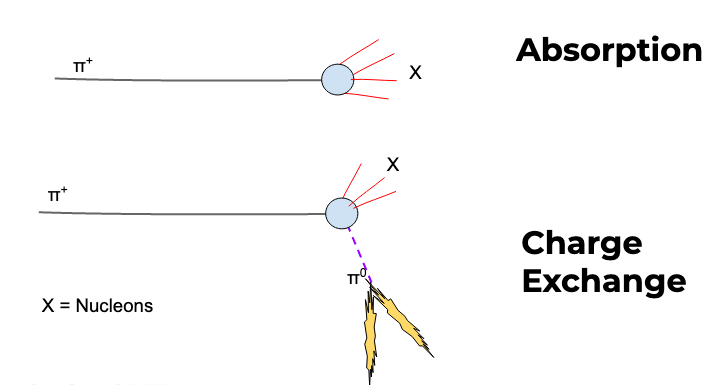 Absorption
π⁺
X
X
π⁺
Charge
Exchange
π⁰
X = Nucleons